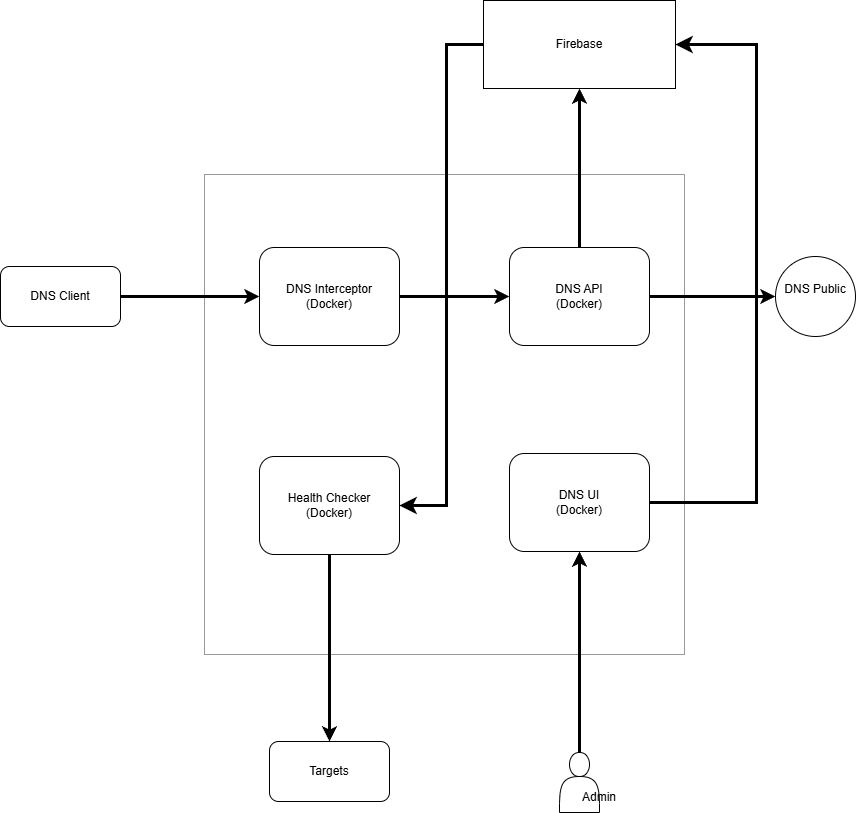 Firebase
DNS Client
DNS Interceptor
(Docker)
DNS API
(Docker)
DNS Public
Health Checker
(Docker)
DNS UI
(Docker)
Targets
Admin